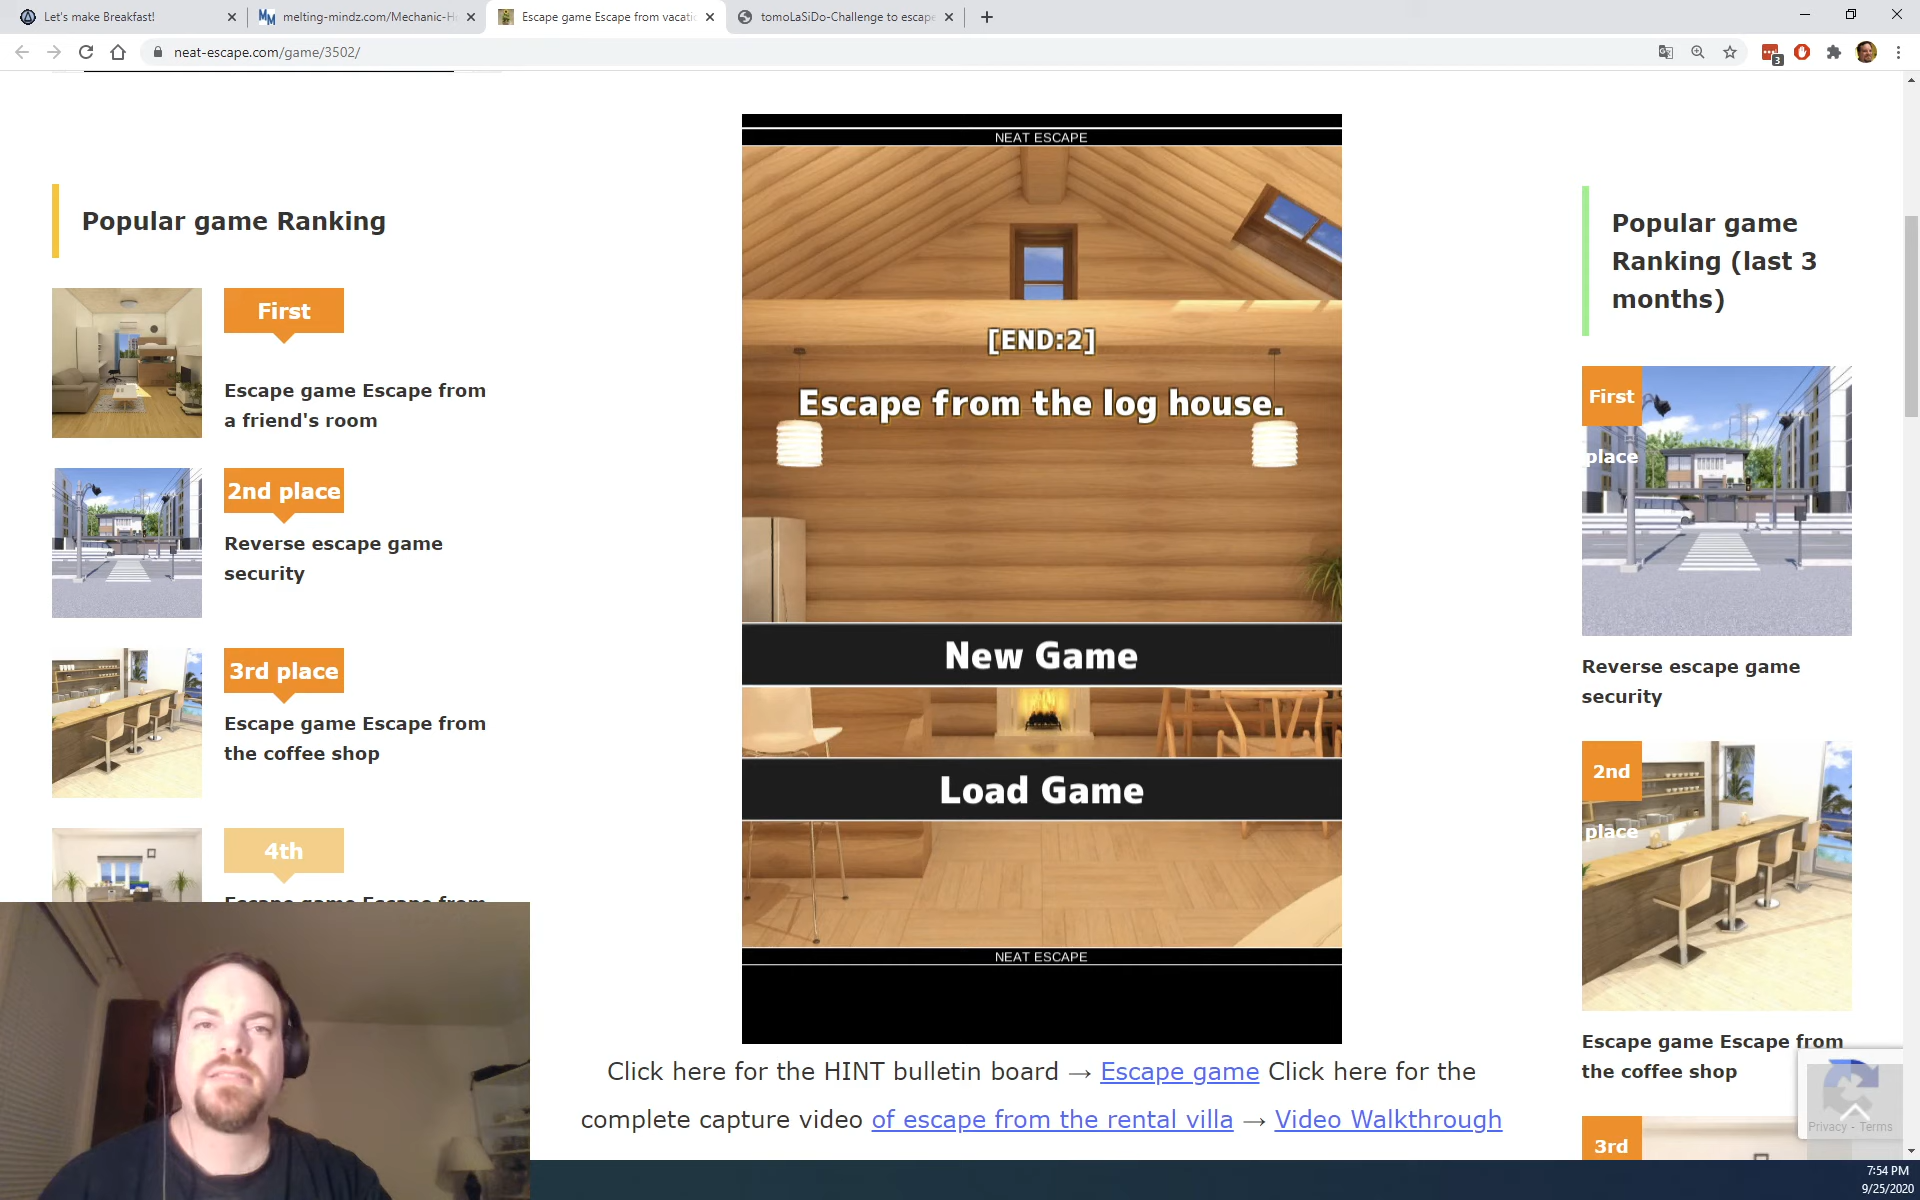 Let's make Breakfast!
melting-mindz.com/Mechanic-H
Escape game Escape from vacati
tomoLaSiDo-Challenge to escape
neat-escape.com/game/3502/
3
Popular game Ranking
First
Escape game Escape from
a friend's room
2nd place
Reverse escape game
security
3rd place
Escape game Escape from
the coffee shop
4th
Escape game Escape from
NEAT ESCAPE
[END:2]
Escape from the log house.
New Game
Load Game
NEAT ESCAPE
Click here for the HINT bulletin board → Escape game Click here for the
complete capture video of escape from the rental villa → Video Walkthrough
Popular game
Ranking (last 3
months)
First
place
Reverse escape game
security
2nd
place
Escape game Escape from
the coffee shop
3rd
Privacy - Terms
7:54 PM
9/25/2020